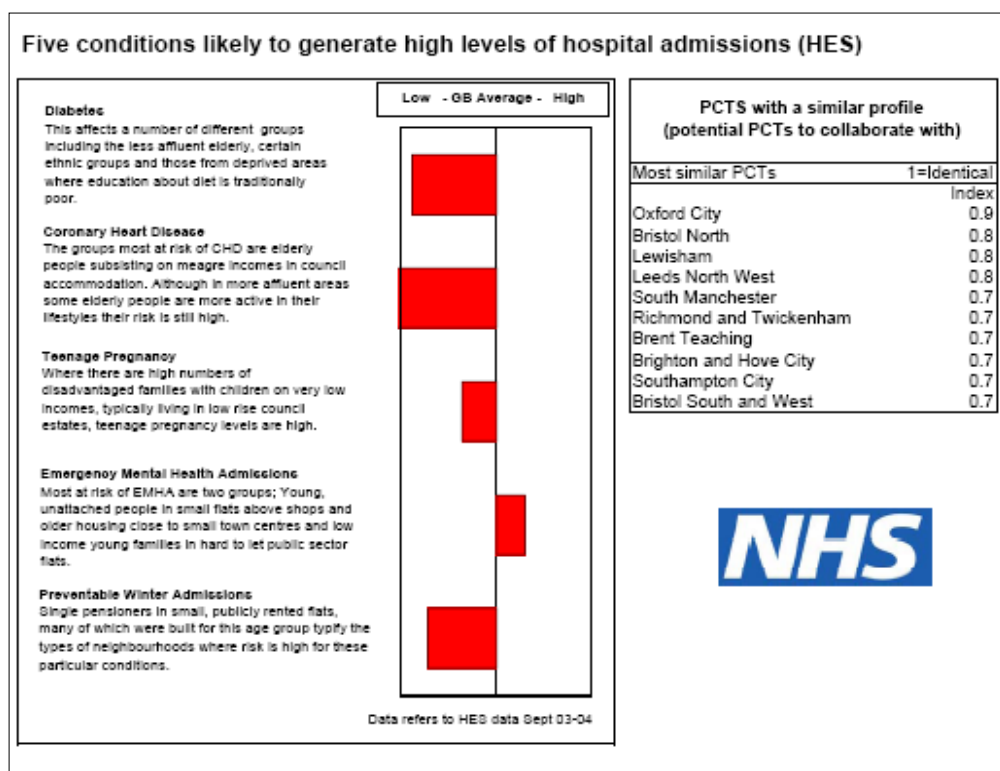 Five conditions likely to generate high levels of hospital admissions (HES)
Low - GB Average - High
Diabetes
This affects a number of different groups
including the less affluent elderly, certain
ethnic groups and those from deprived areas
where education about diet is traditionally
poor.
Coronary Heart Disease
The groups most at risk of CHD are elderly
people subsisting on meagre incomes in council
accommodation. Although in more affluent areas
some elderly people are more active in their
lifestyles their risk is still high.
Teenage Pregnancy
Where there are high numbers of
disadvantaged families with children on very low
incomes, typically living in low rise council
estates, teenage pregnancy levels are high.
Emergency Mental Health Admissions
Most at risk of EMHA are two groups; Young,
unattached people in small flats above shops and
older housing close to small town centres and low
income young families in hard to let public sector
flats.
Preventable Winter Admissions
Single pensioners in small, publicly rented flats,
many of which were built for this age group typify the
types of neighbourhoods where risk is high for these
particular conditions.
Data refers to HES data Sept 03-04
PCTS with a similar profile
(potential PCTs to collaborate with)
Most similar PCTs 1=Identical
Index
Oxford City 0.9
Bristol North 0.8
Lewisham 0.8
Leeds North West 0.8
South Manchester 0.7
Richmond and Twickenham 0.7
Brent Teaching 0.7
Brighton and Hove City 0.7
Southampton City 0.7
Bristol South and West 0.7
NHS